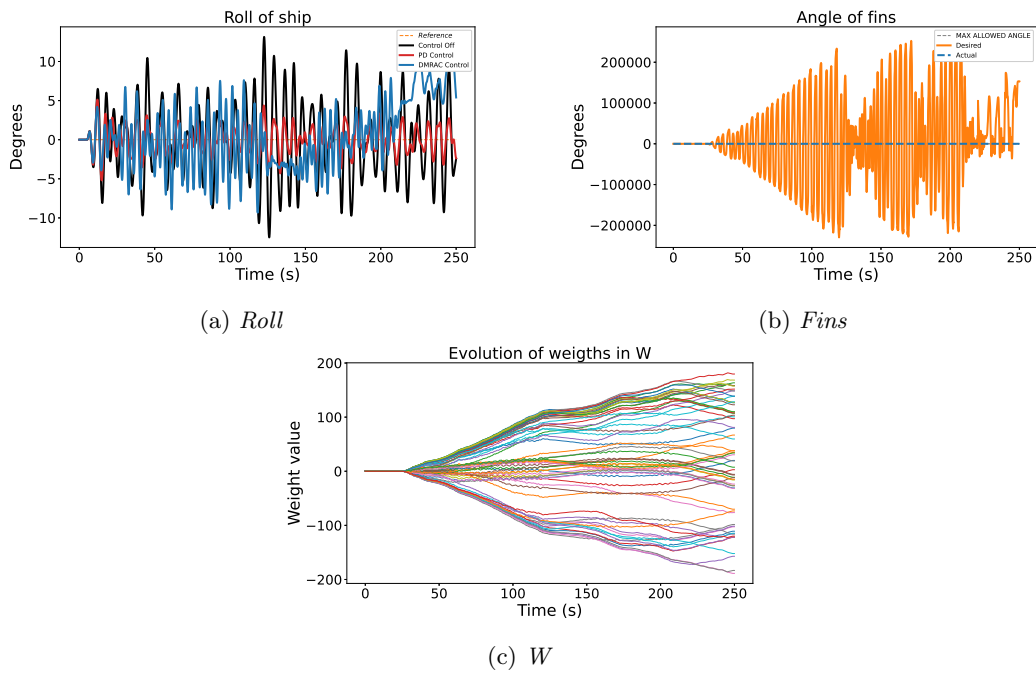 Roll of ship
Reference
Control Off
PD Control
DMRAC Control
10
5
0
−5
−10
Degrees
0
50
100
150
200
250
Time (s)
(a) Roll
Angle of fins
MAX ALLOWED ANGLE
Desired
Actual
200000
100000
0
−100000
−200000
Degrees
0
50
100
150
200
250
Time (s)
(b) Fins
Evolution of weigths in W
200
100
0
−100
−200
Weight value
0
50
100
150
200
250
Time (s)
(c) W